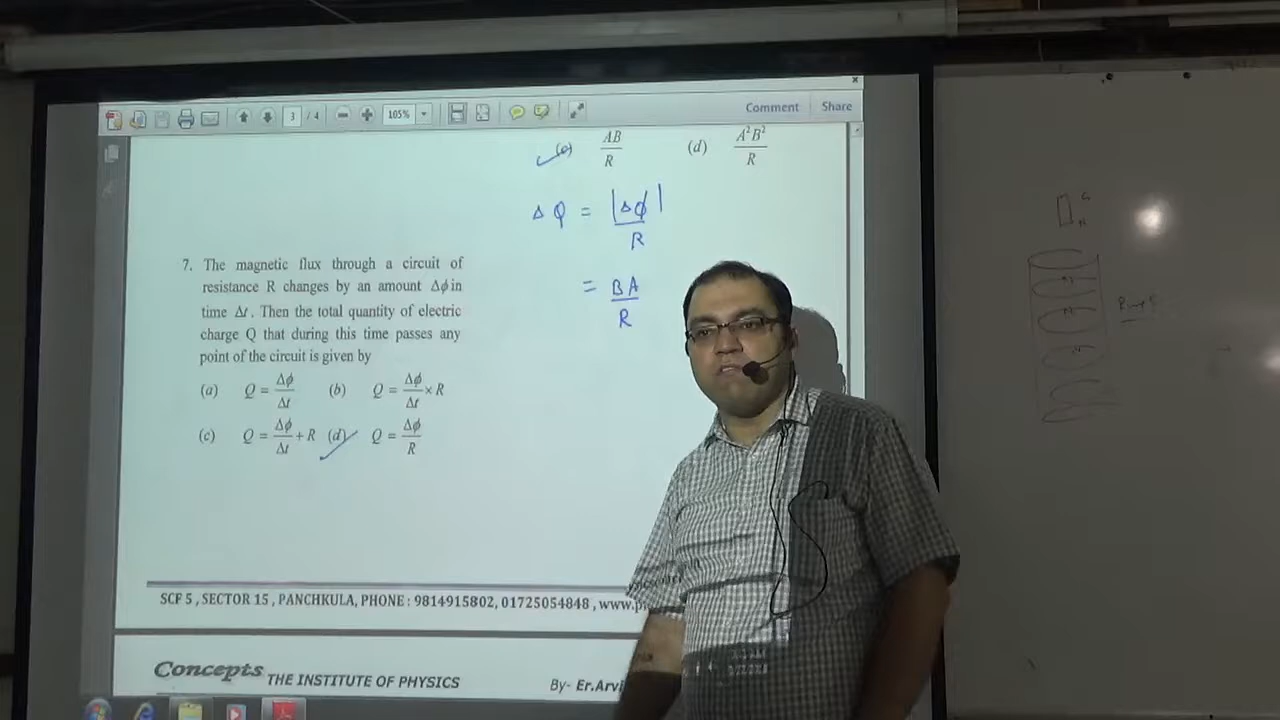 3 / 4
105%
Comment
Share
(c) AB/R (d) A²B²/R
Δ Q = |Δϕ|/R
= BA/R
7. The magnetic flux through a circuit of
resistance R changes by an amount Δϕ in
time Δt. Then the total quantity of electric
charge Q that during this time passes any
point of the circuit is given by
(a) Q = Δϕ/Δt (b) Q = Δϕ/Δt × R
(c) Q = Δϕ/Δt + R (d) Q = Δϕ/R
SCF 5 , SECTOR 15 , PANCHKULA, PHONE : 9814915802, 01725054848 , www.p
Concepts THE INSTITUTE OF PHYSICS
By- Er.Arvi